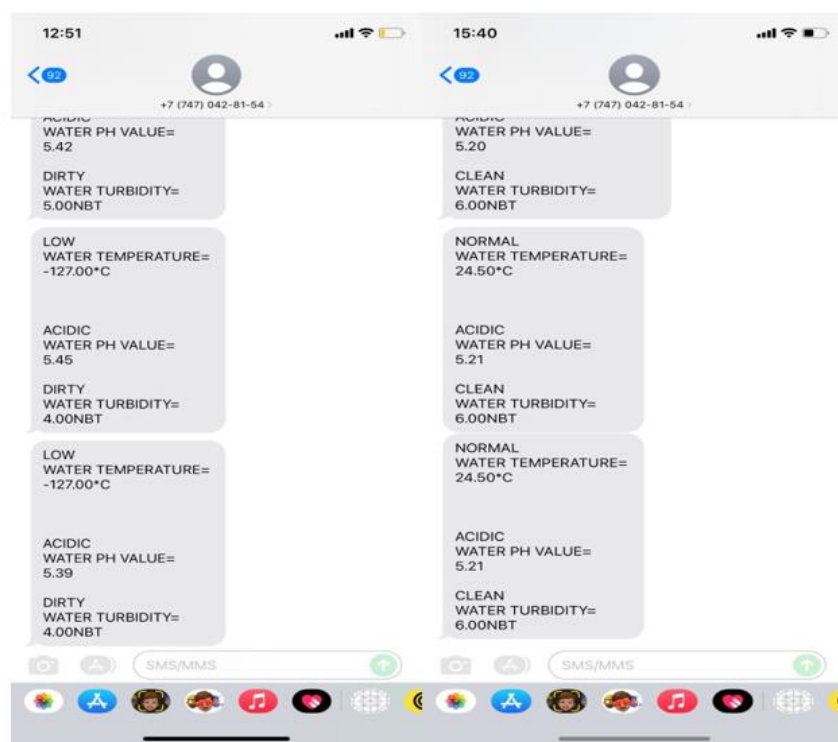 12:51
92
+7 (747) 042-81-54
ACIDIC
WATER PH VALUE=
5.42
DIRTY
WATER TURBIDITY=
5.00NBT
LOW
WATER TEMPERATURE=
-127.00*C
ACIDIC
WATER PH VALUE=
5.45
DIRTY
WATER TURBIDITY=
4.00NBT
LOW
WATER TEMPERATURE=
-127.00*C
ACIDIC
WATER PH VALUE=
5.39
DIRTY
WATER TURBIDITY=
4.00NBT
SMS/MMS
15:40
92
+7 (747) 042-81-54
ACIDIC
WATER PH VALUE=
5.20
CLEAN
WATER TURBIDITY=
6.00NBT
NORMAL
WATER TEMPERATURE=
24.50*C
ACIDIC
WATER PH VALUE=
5.21
CLEAN
WATER TURBIDITY=
6.00NBT
NORMAL
WATER TEMPERATURE=
24.50*C
ACIDIC
WATER PH VALUE=
5.21
CLEAN
WATER TURBIDITY=
6.00NBT
SMS/MMS